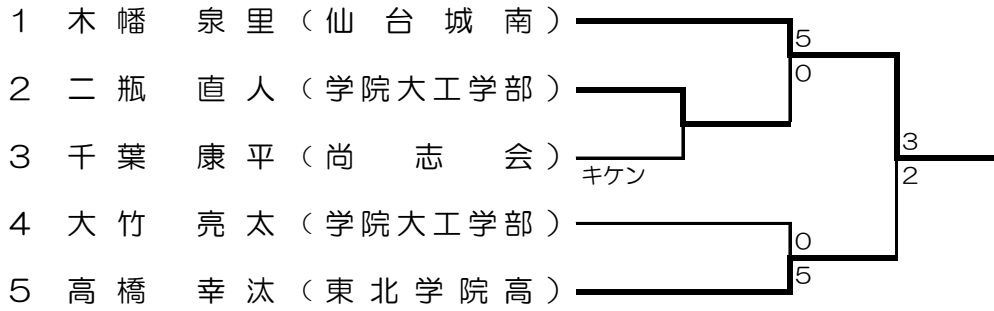 1 木幡 泉里（仙台城南）
5
0
2 二瓶 直人（学院大工学部）
3 千葉 康平（尚志会）
キケン
3
2
4 大竹 亮太（学院大工学部）
0
5
5 高橋 幸汰（東北学院高）